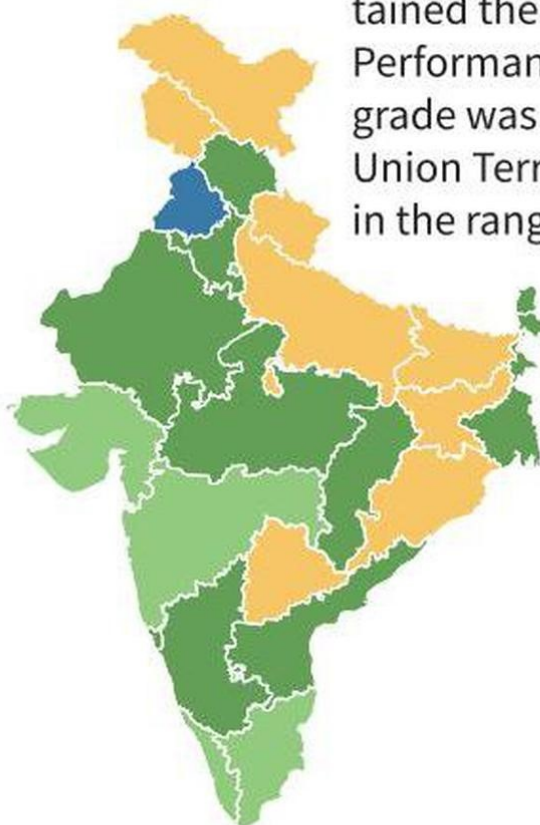 tained the
Performan
grade was
Union Terr
in the rang